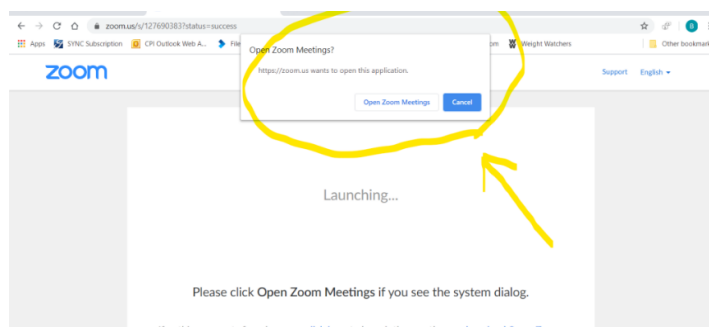 zoom.us/s/127690383?status=success
B
Apps SYNC Subscription CPI Outlook Web A... File om Weight Watchers Other bookmark
Open Zoom Meetings?
https://zoom.us wants to open this application.
Open Zoom Meetings Cancel
zoom Support English
Launching...
Please click Open Zoom Meetings if you see the system dialog.